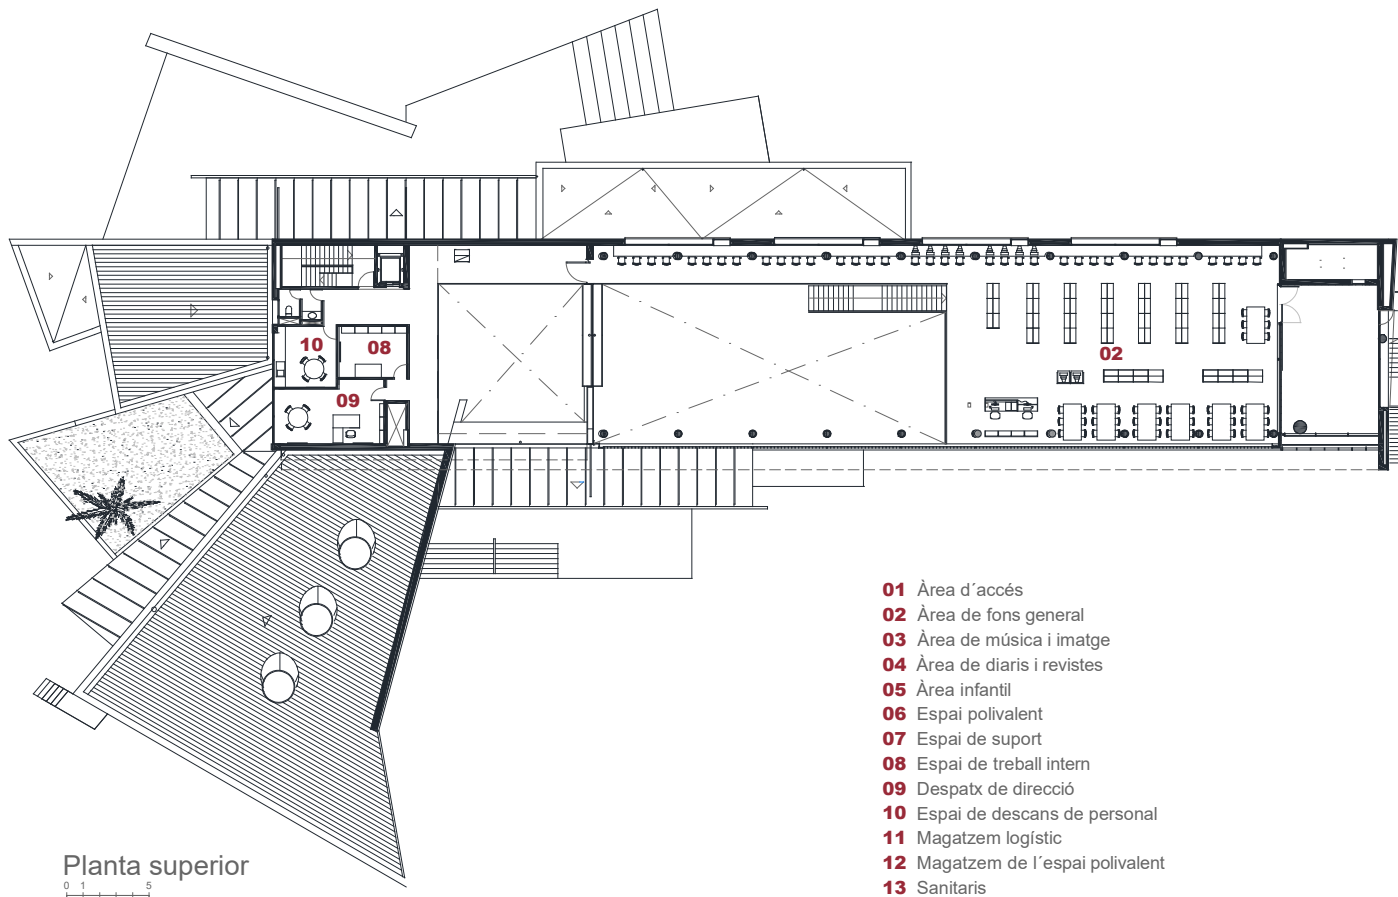 10
08
02
09
01 Àrea d´accés
02 Àrea de fons general
03 Àrea de música i imatge
04 Àrea de diaris i revistes
05 Àrea infantil
06 Espai polivalent
07 Espai de suport
08 Espai de treball intern
09 Despatx de direcció
10 Espai de descans de personal
11 Magatzem logístic
12 Magatzem de l´espai polivalent
13 Sanitaris
Planta superior
0 1 5